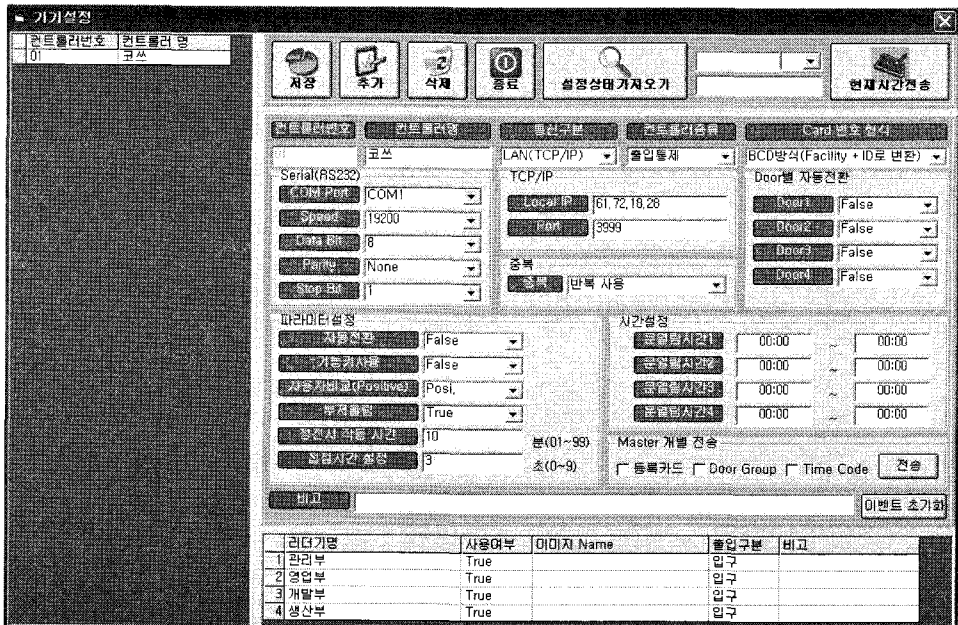 기기설정
컨트롤러번호 컨트롤러 명
01 코쓰
저장 추가 삭제 종료 설정상태가져오기 현재시간전송
컨트롤러번호 컨트롤러명 통신구분 컨트롤러종류 Card 번호 형식
01 코쓰 LAN(TCP/IP) 출입통제 BCD방식(Facility +ID로 변환)
Serial(RS232) TCP/IP Door별 자동전환
COM Port COM1 Local IP 61,72,18,28 Door1 False
Speed 19200 Port 3999 Door2 False
Data Bit 8 Door3 False
Parity None 중복 Door4 False
Stop Bit 1 중복 반복 사용
파라미터설정 시간설정
자동전환 False 문열림시간1 00:00 ~ 00:00
False 문열림시간2 00:00 ~ 00:00
사용자비교(Positive) Posi, 문열림시간3 00:00 ~ 00:00
부저울림 True 문열림시간4 00:00 ~ 00:00
정전시 작동 시간 10 분(01~99) Master 개별 전송
접점시간 설정 3 초(0~9) 등록카드 Door Group Time Code 전송
비고 이벤트 초기화
리더기명 사용여부 이미지 Name 출입구분 비고
1 관리부 True 입구
2 영업부 True 입구
3 개발부 True 입구
4 생산부 True 입구